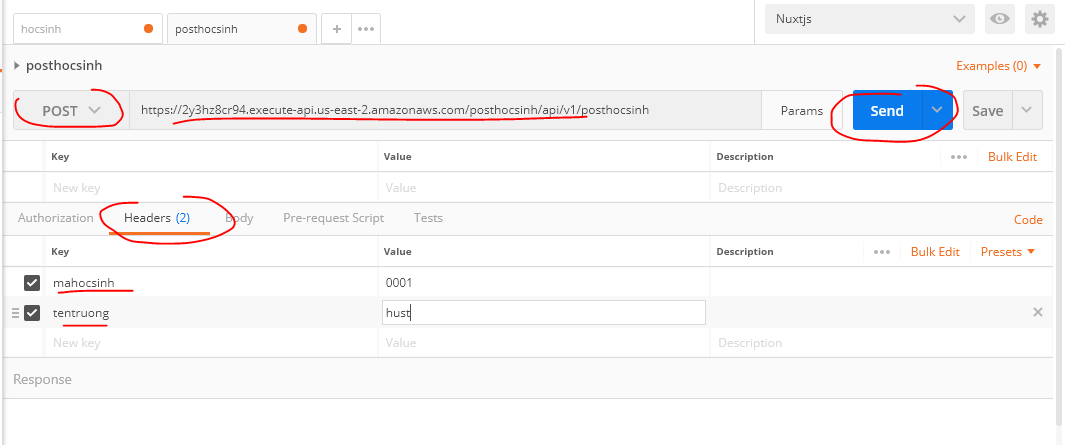 hocsinh posthocsinh + Nuxtjs
posthocsinh Examples (0)
POST https://2y3hz8cr94.execute-api.us-east-2.amazonaws.com/posthocsinh/api/v1/posthocsinh Params Send Save
Key Value Description Bulk Edit
New key Value Description
Authorization Headers (2) Body Pre-request Script Tests Code
Key Value Description Bulk Edit Presets
mahocsinh 0001
tentruong hust
New key Value Description
Response